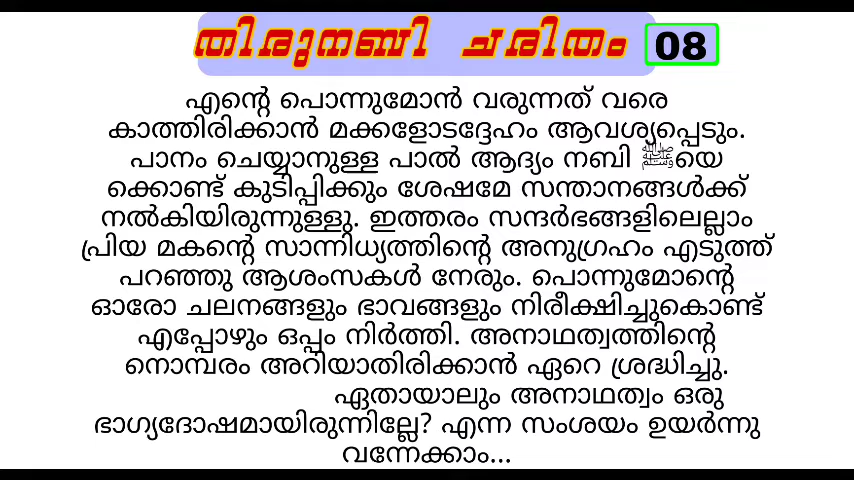 തിരുനബി ചരിതം 08
എന്റെ പൊന്നുമോൻ വരുന്നത് വരെ
കാത്തിരിക്കാൻ മക്കളോടദ്ദേഹം ആവശ്യപ്പെടും.
പാനം ചെയ്യാനുള്ള പാൽ ആദ്യം നബി ﷺയെ
ക്കൊണ്ട് കുടിപ്പിക്കും ശേഷമേ സന്താനങ്ങൾക്ക്
നൽകിയിരുന്നുള്ളു. ഇത്തരം സന്ദർഭങ്ങളിലെല്ലാം
പ്രിയ മകന്റെ സാന്നിധ്യത്തിന്റെ അനുഗ്രഹം എടുത്ത്
പറഞ്ഞു ആശംസകൾ നേരും. പൊന്നുമോന്റെ
ഓരോ ചലനങ്ങളും ഭാവങ്ങളും നിരീക്ഷിച്ചുകൊണ്ട്
എപ്പോഴും ഒപ്പം നിർത്തി. അനാഥത്വത്തിന്റെ
നൊമ്പരം അറിയാതിരിക്കാൻ ഏറെ ശ്രദ്ധിച്ചു.
ഏതായാലും അനാഥത്വം ഒരു
ഭാഗ്യദോഷമായിരുന്നില്ലേ? എന്ന സംശയം ഉയർന്നു
വന്നേക്കാം...